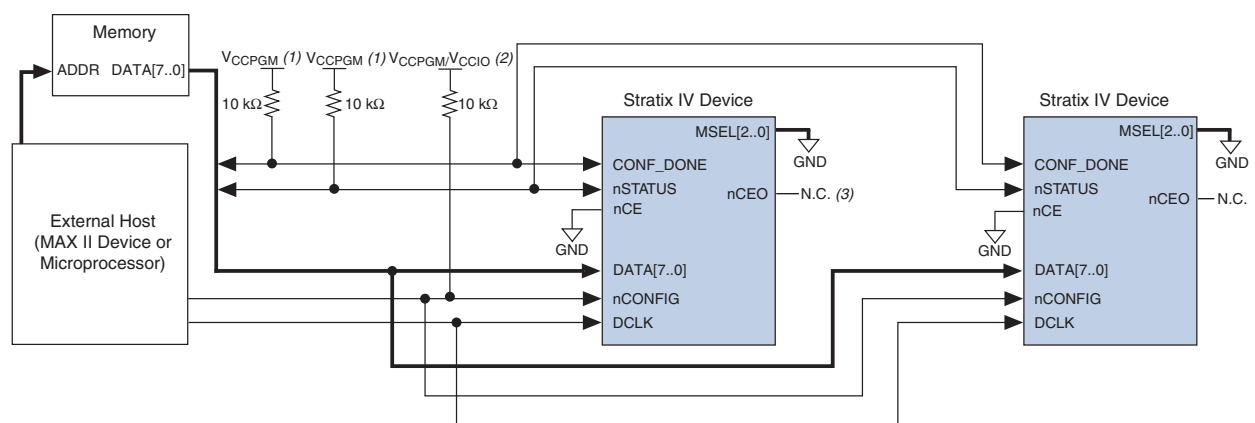 Memory
ADDR DATA[7..0]
VCCPGM (1) VCCPGM (1) VCCPGM/VCCIO (2)
10 kΩ 10 kΩ 10 kΩ
External Host
(MAX II Device or
Microprocessor)
Stratix IV Device
MSEL[2..0]
GND
CONF_DONE
nSTATUS
nCE
nCEO
N.C. (3)
GND
DATA[7..0]
nCONFIG
DCLK
Stratix IV Device
MSEL[2..0]
GND
CONF_DONE
nSTATUS
nCE
nCEO
N.C.
GND
DATA[7..0]
nCONFIG
DCLK